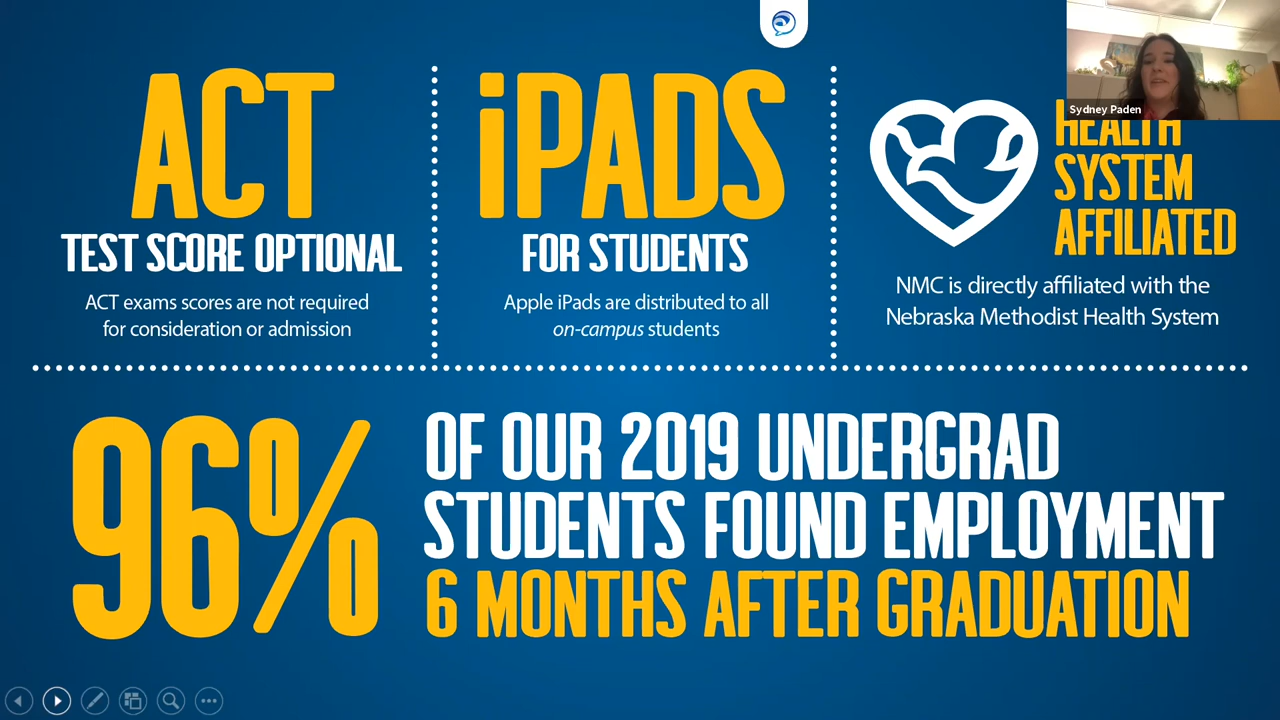 ACT
TEST SCORE OPTIONAL
ACT exams scores are not required
for consideration or admission
iPADS
FOR STUDENTS
Apple iPads are distributed to all
on-campus students
Sydney Paden
HEALTH
SYSTEM
AFFILIATED
NMC is directly affiliated with the
Nebraska Methodist Health System
96%
OF OUR 2019 UNDERGRAD
STUDENTS FOUND EMPLOYMENT
6 MONTHS AFTER GRADUATION